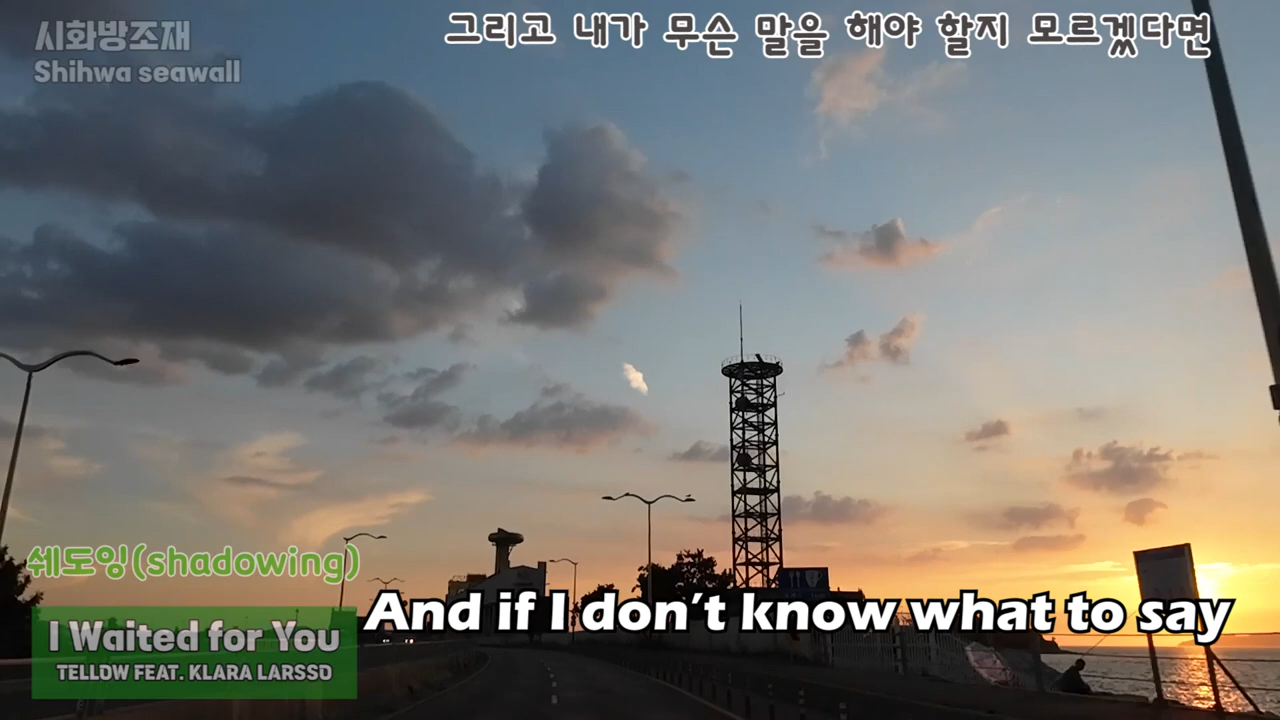 시화방조재
Shihwa seawall
그리고 내가 무슨 말을 해야 할지 모르겠다면
쉐도잉(shadowing)
I Waited for You
TELLOW FEAT. KLARA LARSSO
And if I don't know what to say